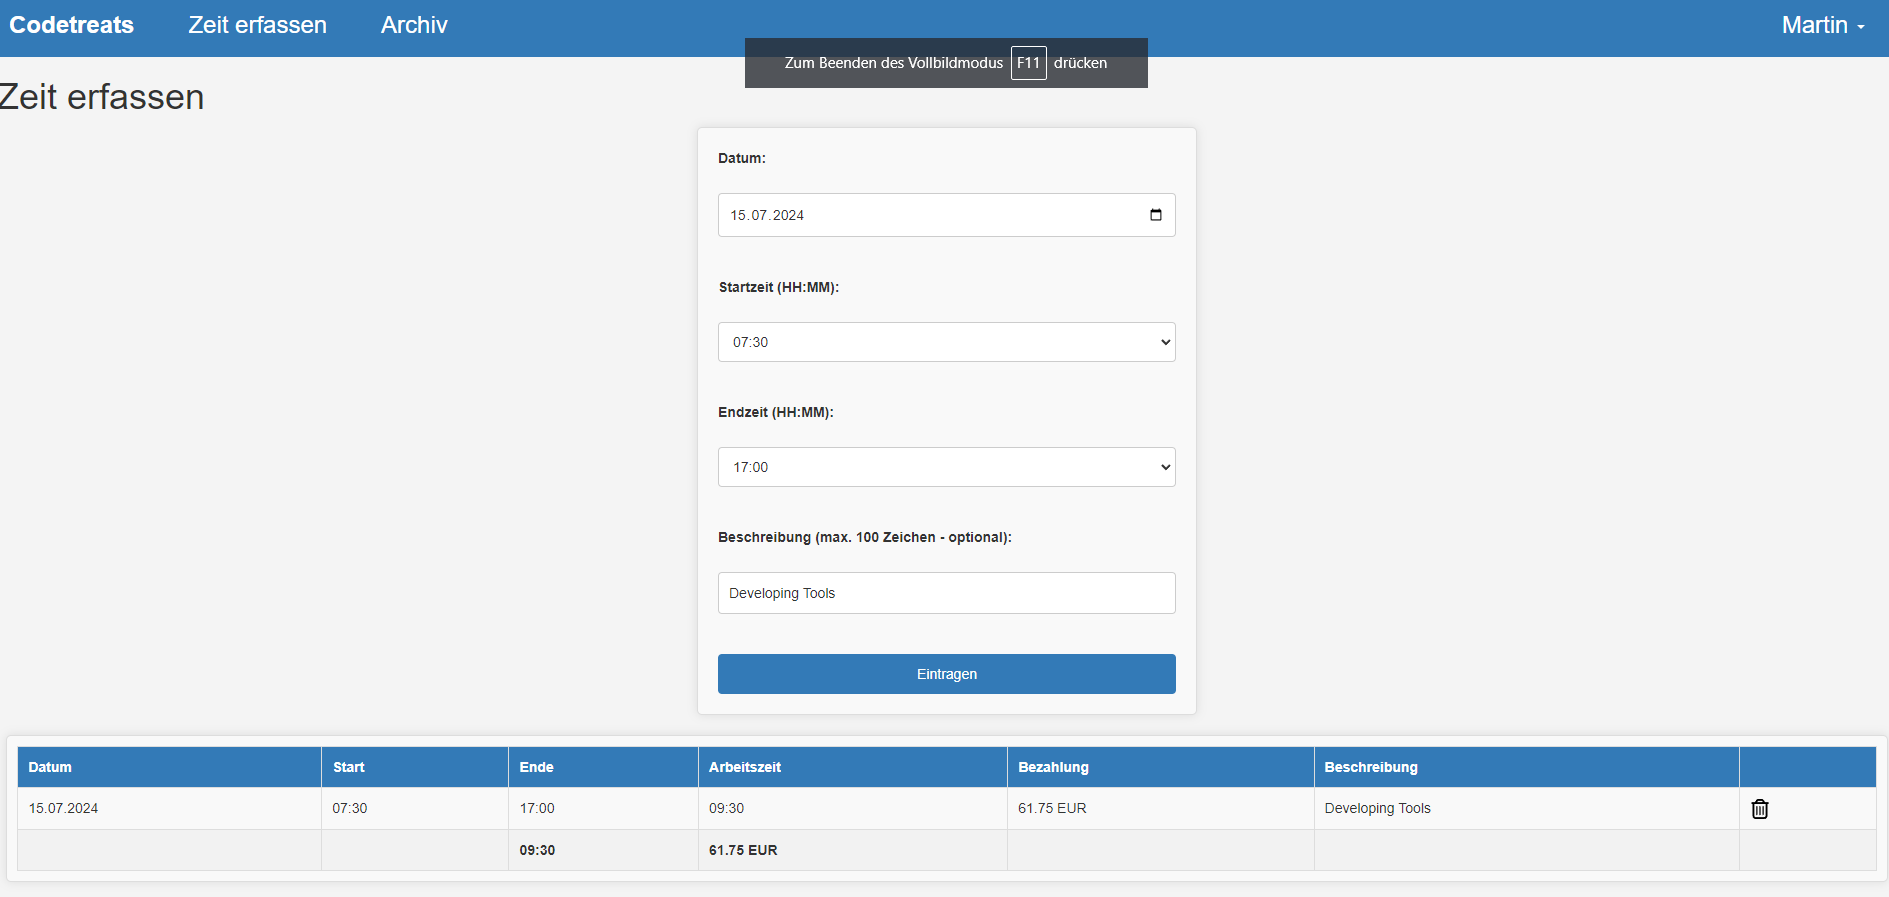 Codetreats Zeit erfassen Archiv Martin
Zum Beenden des Vollbildmodus F11 drücken
Zeit erfassen
Datum:
15.07.2024
Startzeit (HH:MM):
07:30
Endzeit (HH:MM):
17:00
Beschreibung (max. 100 Zeichen - optional):
Developing Tools
Eintragen
Datum Start Ende Arbeitszeit Bezahlung Beschreibung
15.07.2024 07:30 17:00 09:30 61.75 EUR Developing Tools
09:30 61.75 EUR